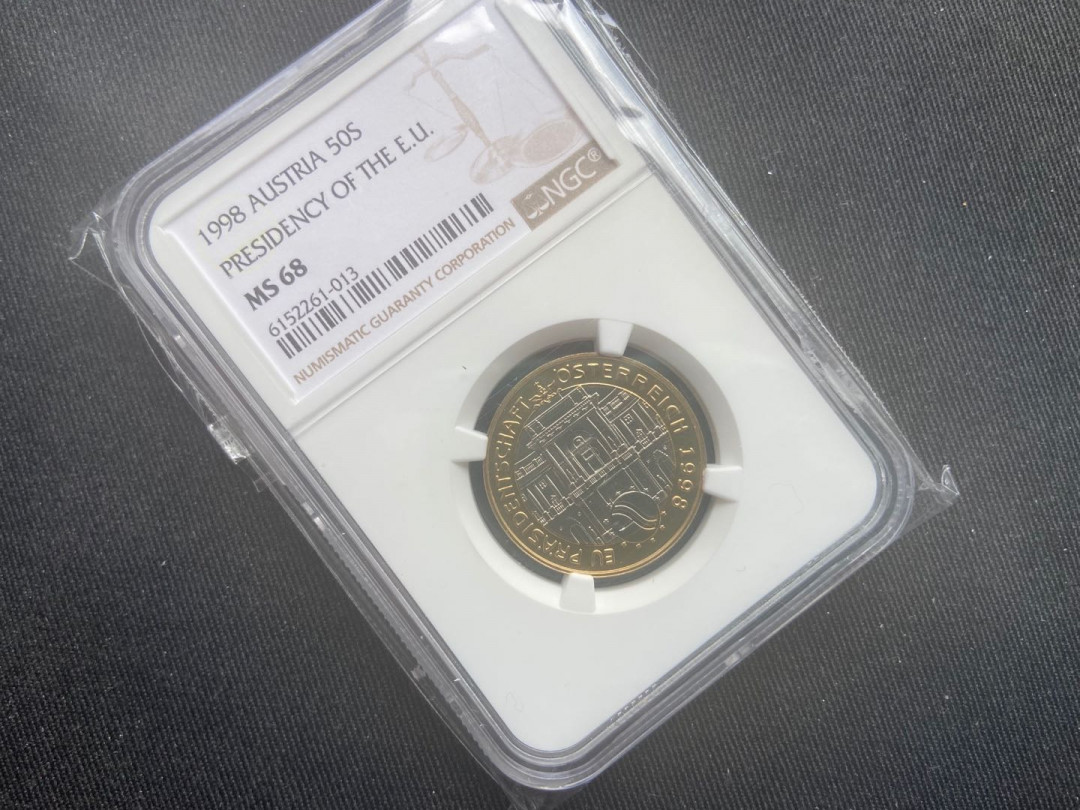 1998 AUSTRIA 50S
PRESIDENCY OF THE E.U.
MS 68
6152261-013
NUMISMATIC GUARANTY CORPORATION
NGC®
EU PRÄSIDENTSCHAFT ÖSTERREICH 1998